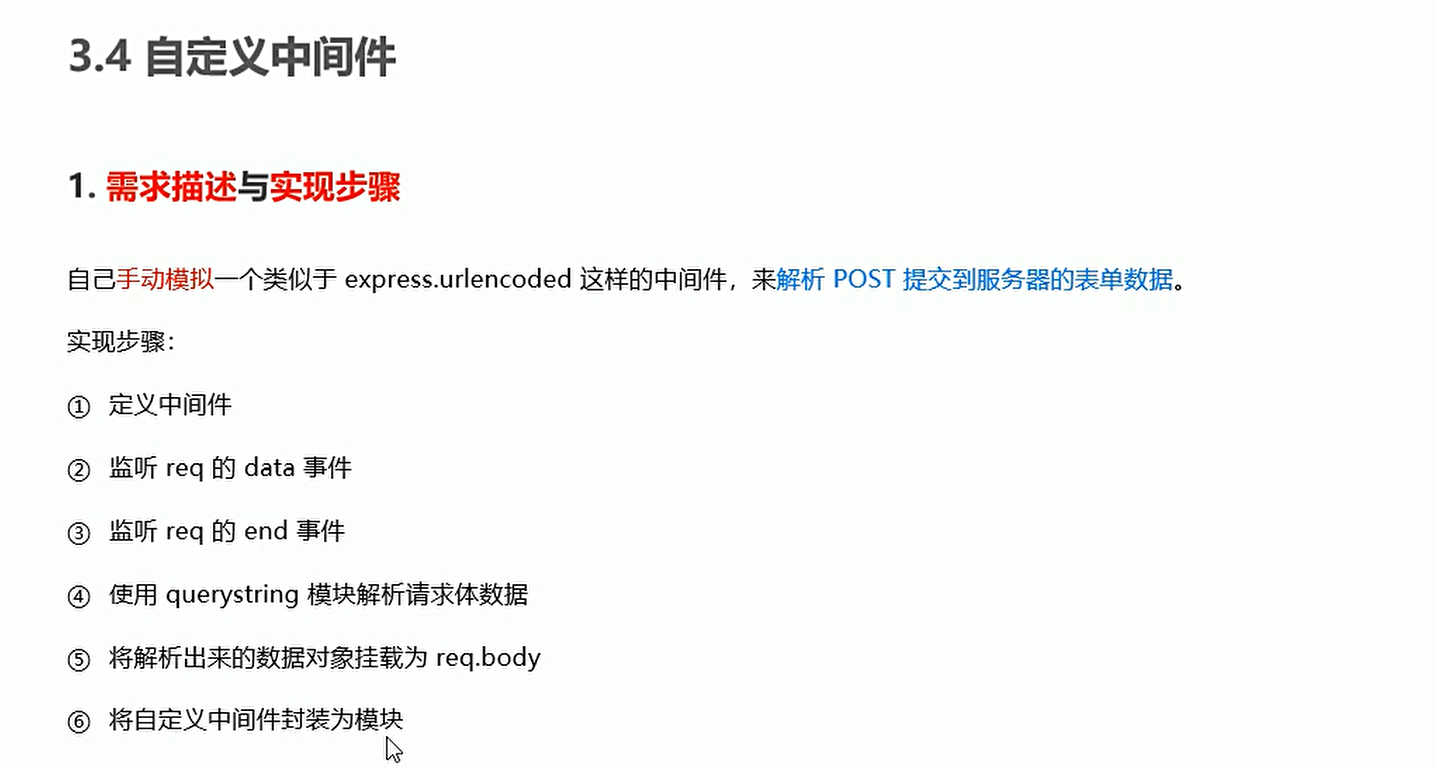 3.4 自定义中间件
1. 需求描述与实现步骤
自己手动模拟一个类似于 express.urlencoded 这样的中间件，来解析 POST 提交到服务器的表单数据。
实现步骤：
① 定义中间件
② 监听 req 的 data 事件
③ 监听 req 的 end 事件
④ 使用 querystring 模块解析请求体数据
⑤ 将解析出来的数据对象挂载为 req.body
⑥ 将自定义中间件封装为模块